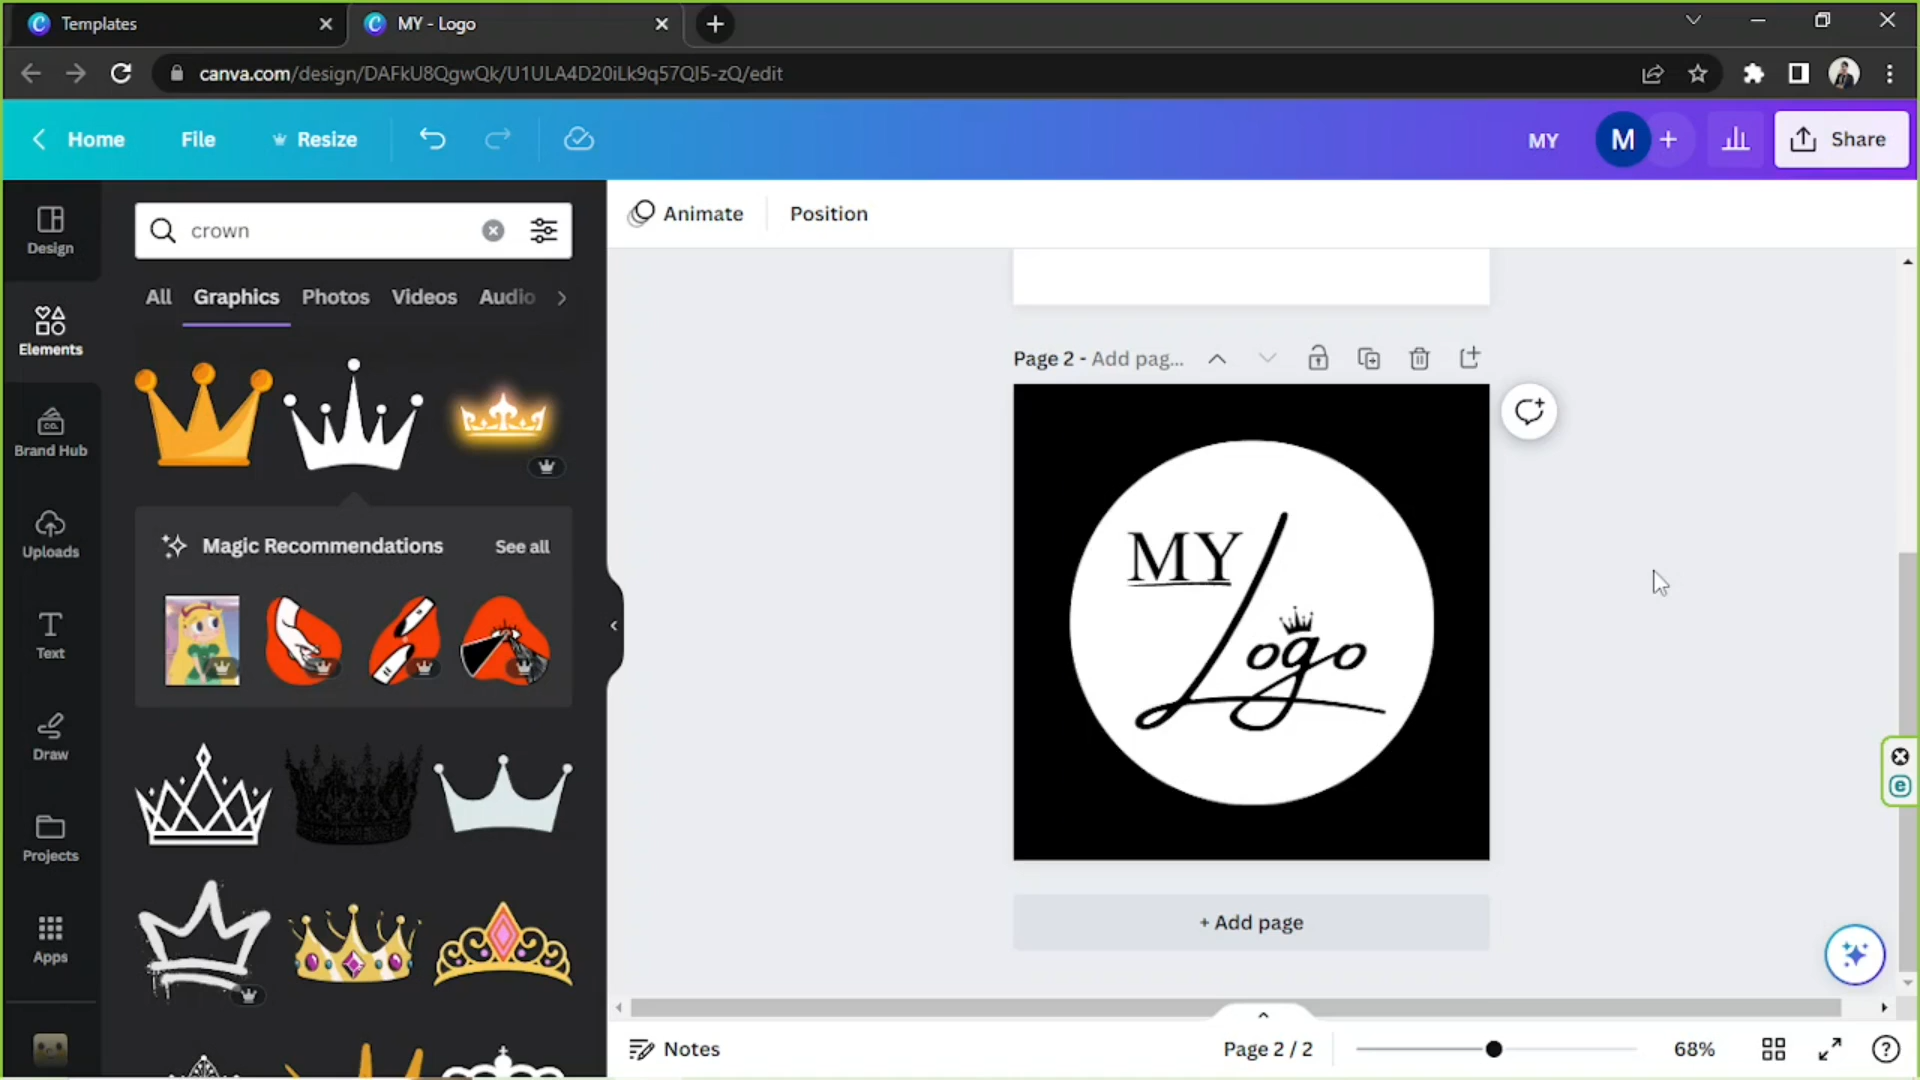 Templates
MY - Logo
canva.com/design/DAFkU8QgwQk/U1ULA4D20iLk9q57QI5-zQ/edit
Home
File
Resize
MY
M
Share
Design
Elements
Brand Hub
CO.
Uploads
Text
Draw
Projects
Apps
crown
All
Graphics
Photos
Videos
Audio
Magic Recommendations
See all
Animate
Position
Page 2 - Add pag...
MY
Logo
+ Add page
Notes
Page 2 / 2
68%